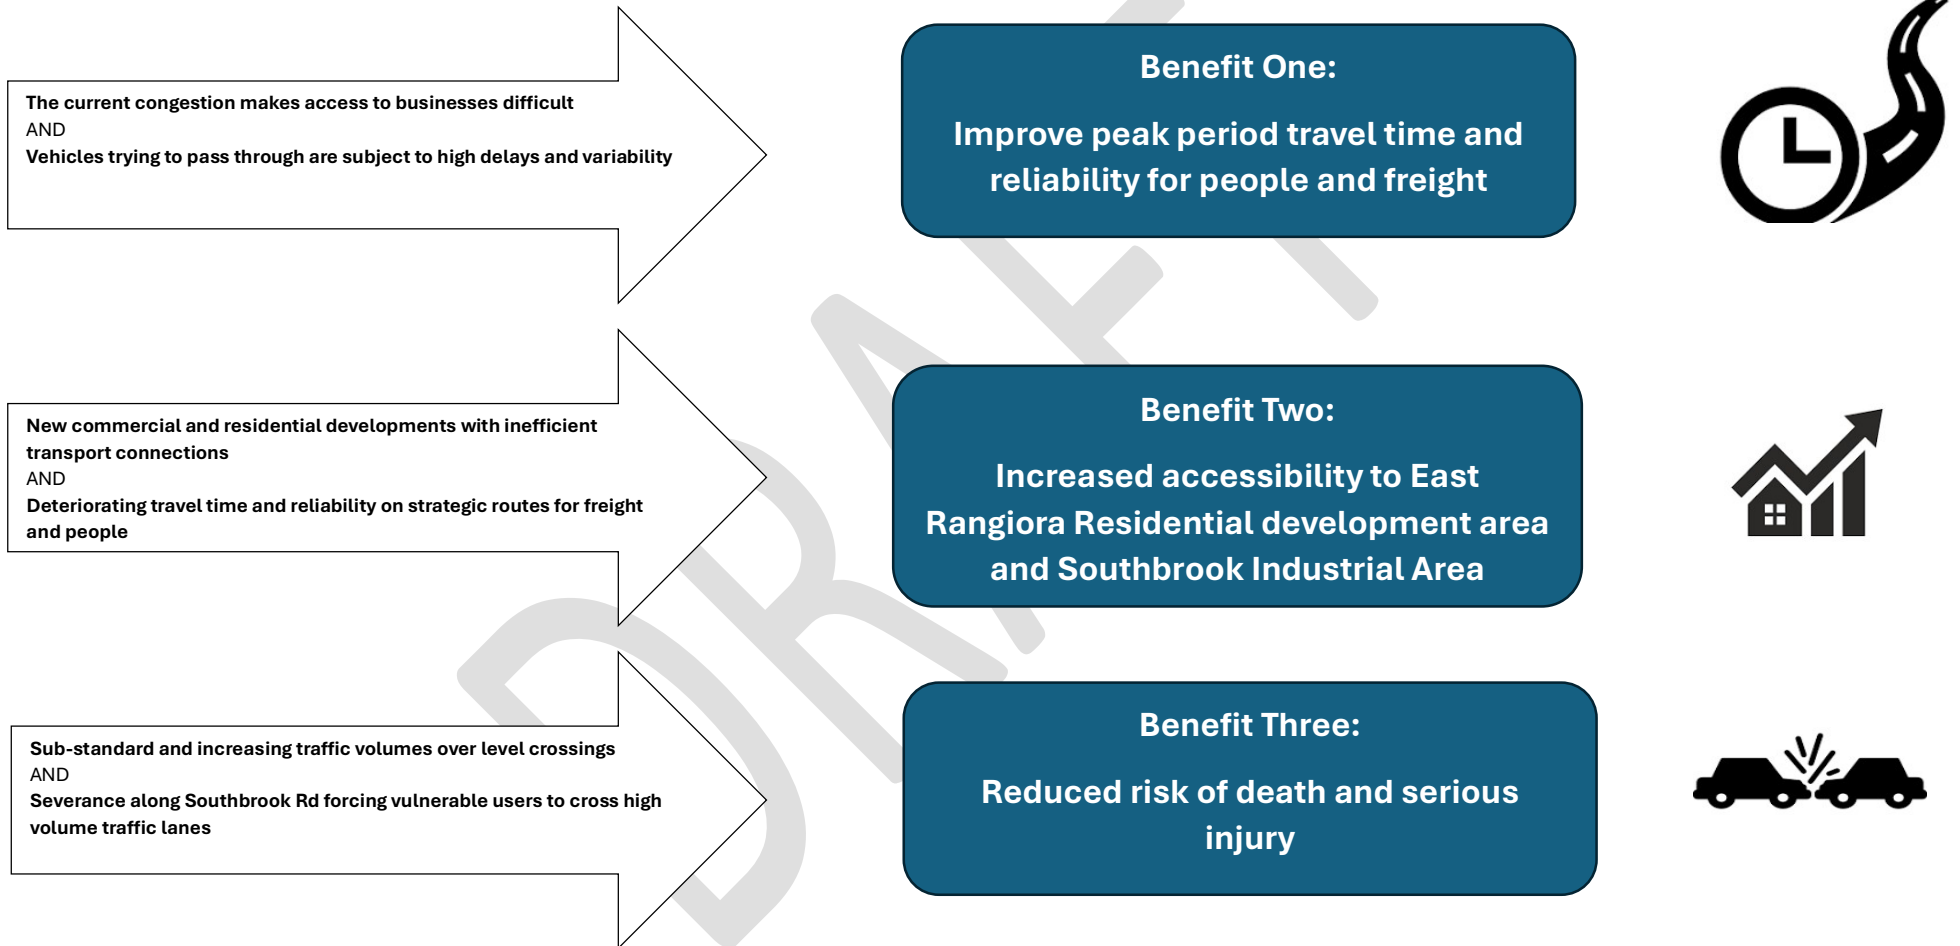 The current congestion makes access to businesses difficult
AND
Vehicles trying to pass through are subject to high delays and variability
Benefit One:
Improve peak period travel time and
reliability for people and freight
New commercial and residential developments with inefficient
transport connections
AND
Deteriorating travel time and reliability on strategic routes for freight
and people
Benefit Two:
Increased accessibility to East
Rangiora Residential development area
and Southbrook Industrial Area
Sub-standard and increasing traffic volumes over level crossings
AND
Severance along Southbrook Rd forcing vulnerable users to cross high
volume traffic lanes
Benefit Three:
Reduced risk of death and serious
injury
DRAFT